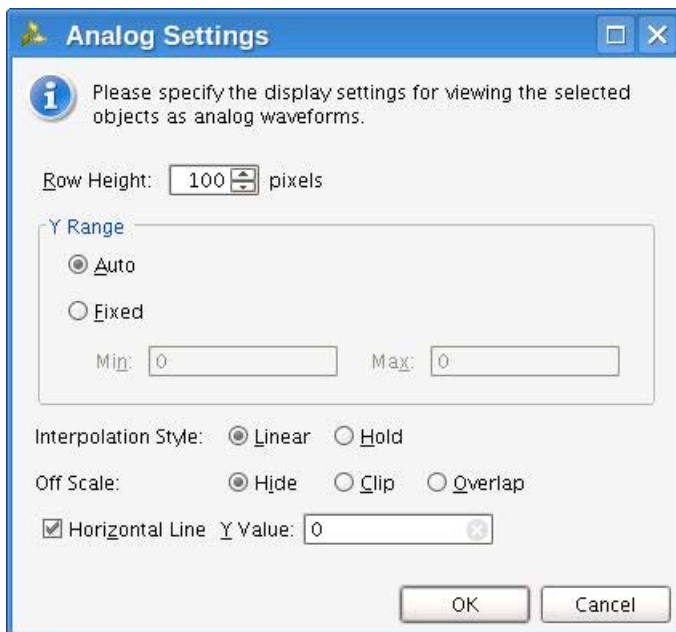 Analog Settings
Please specify the display settings for viewing the selected
objects as analog waveforms.
Row Height: 100 pixels
Y Range
Auto
Fixed
Min: 0 Max: 0
Interpolation Style: Linear Hold
Off Scale: Hide Clip Overlap
Horizontal Line Y Value: 0
OK Cancel